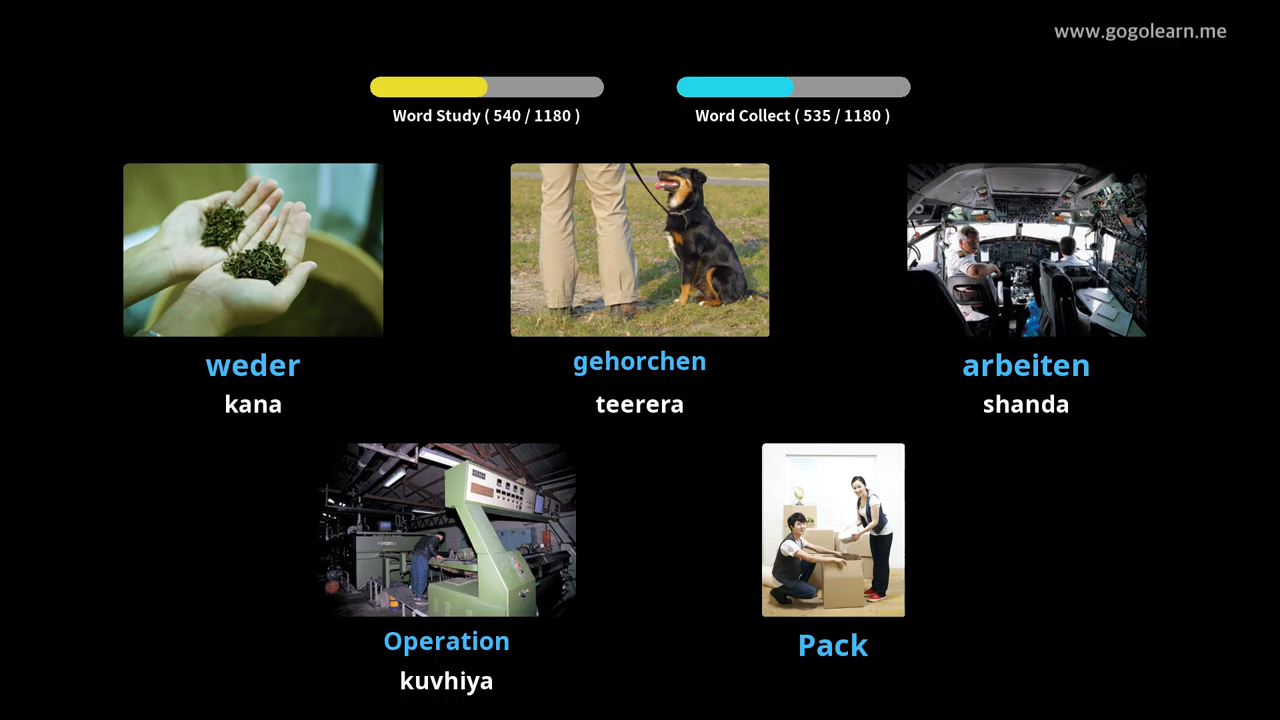 www.gogolearn.me
Word Study ( 540 / 1180 )
Word Collect ( 535 / 1180 )
weder
kana
gehorchen
teerera
arbeiten
shanda
Operation
kuvhiya
Pack